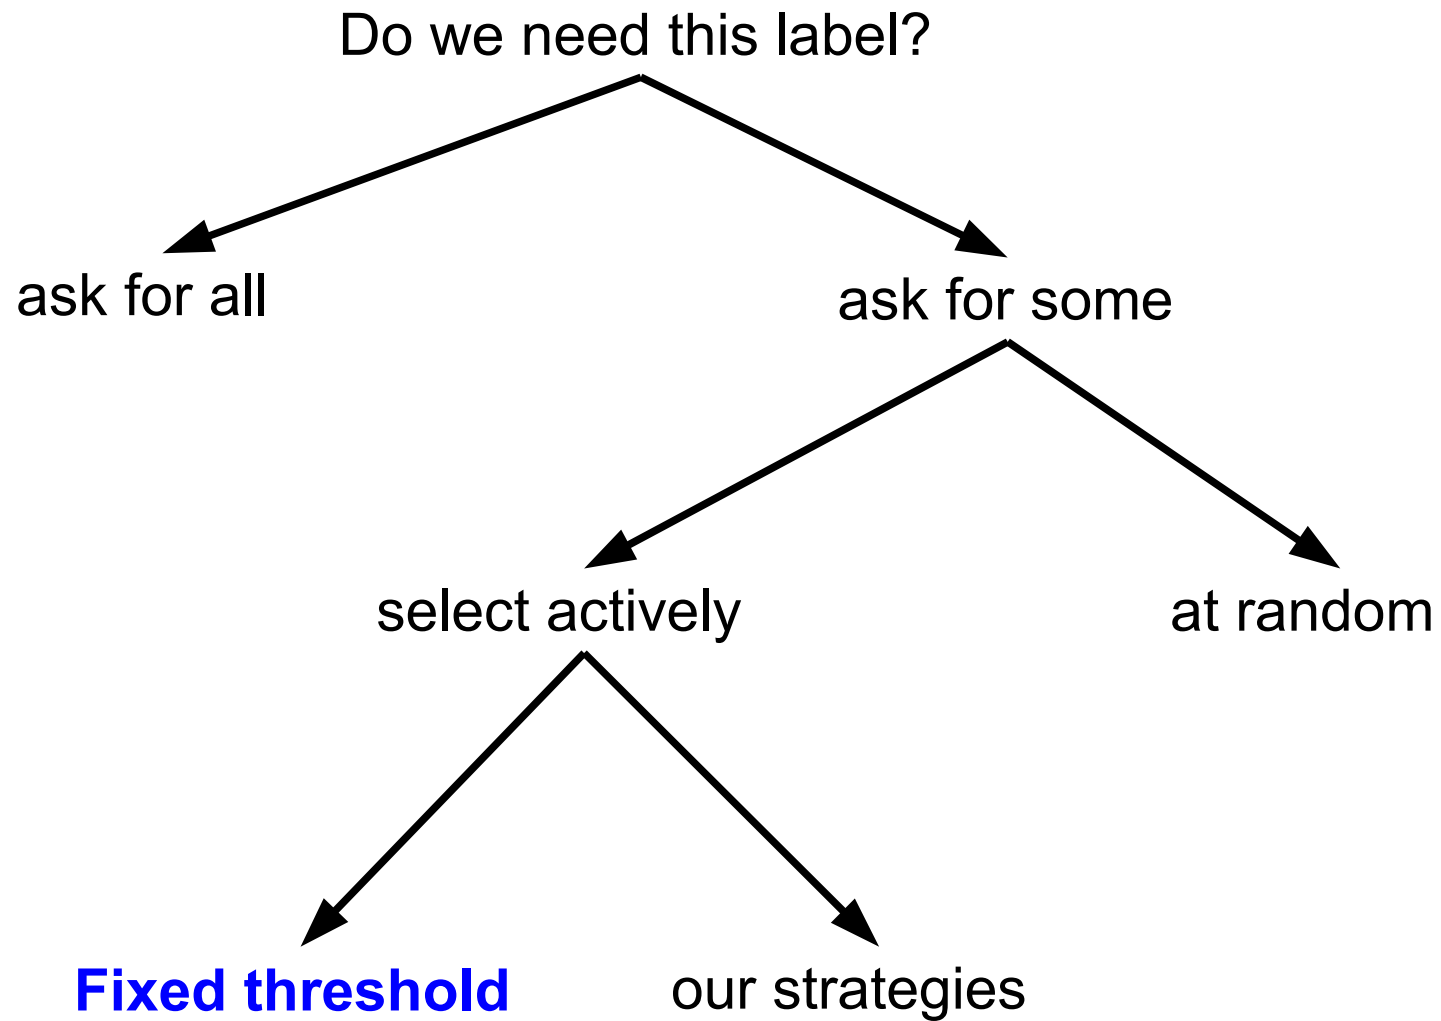 Do we need this label?
ask for all
ask for some
select actively
at random
Fixed threshold
our strategies